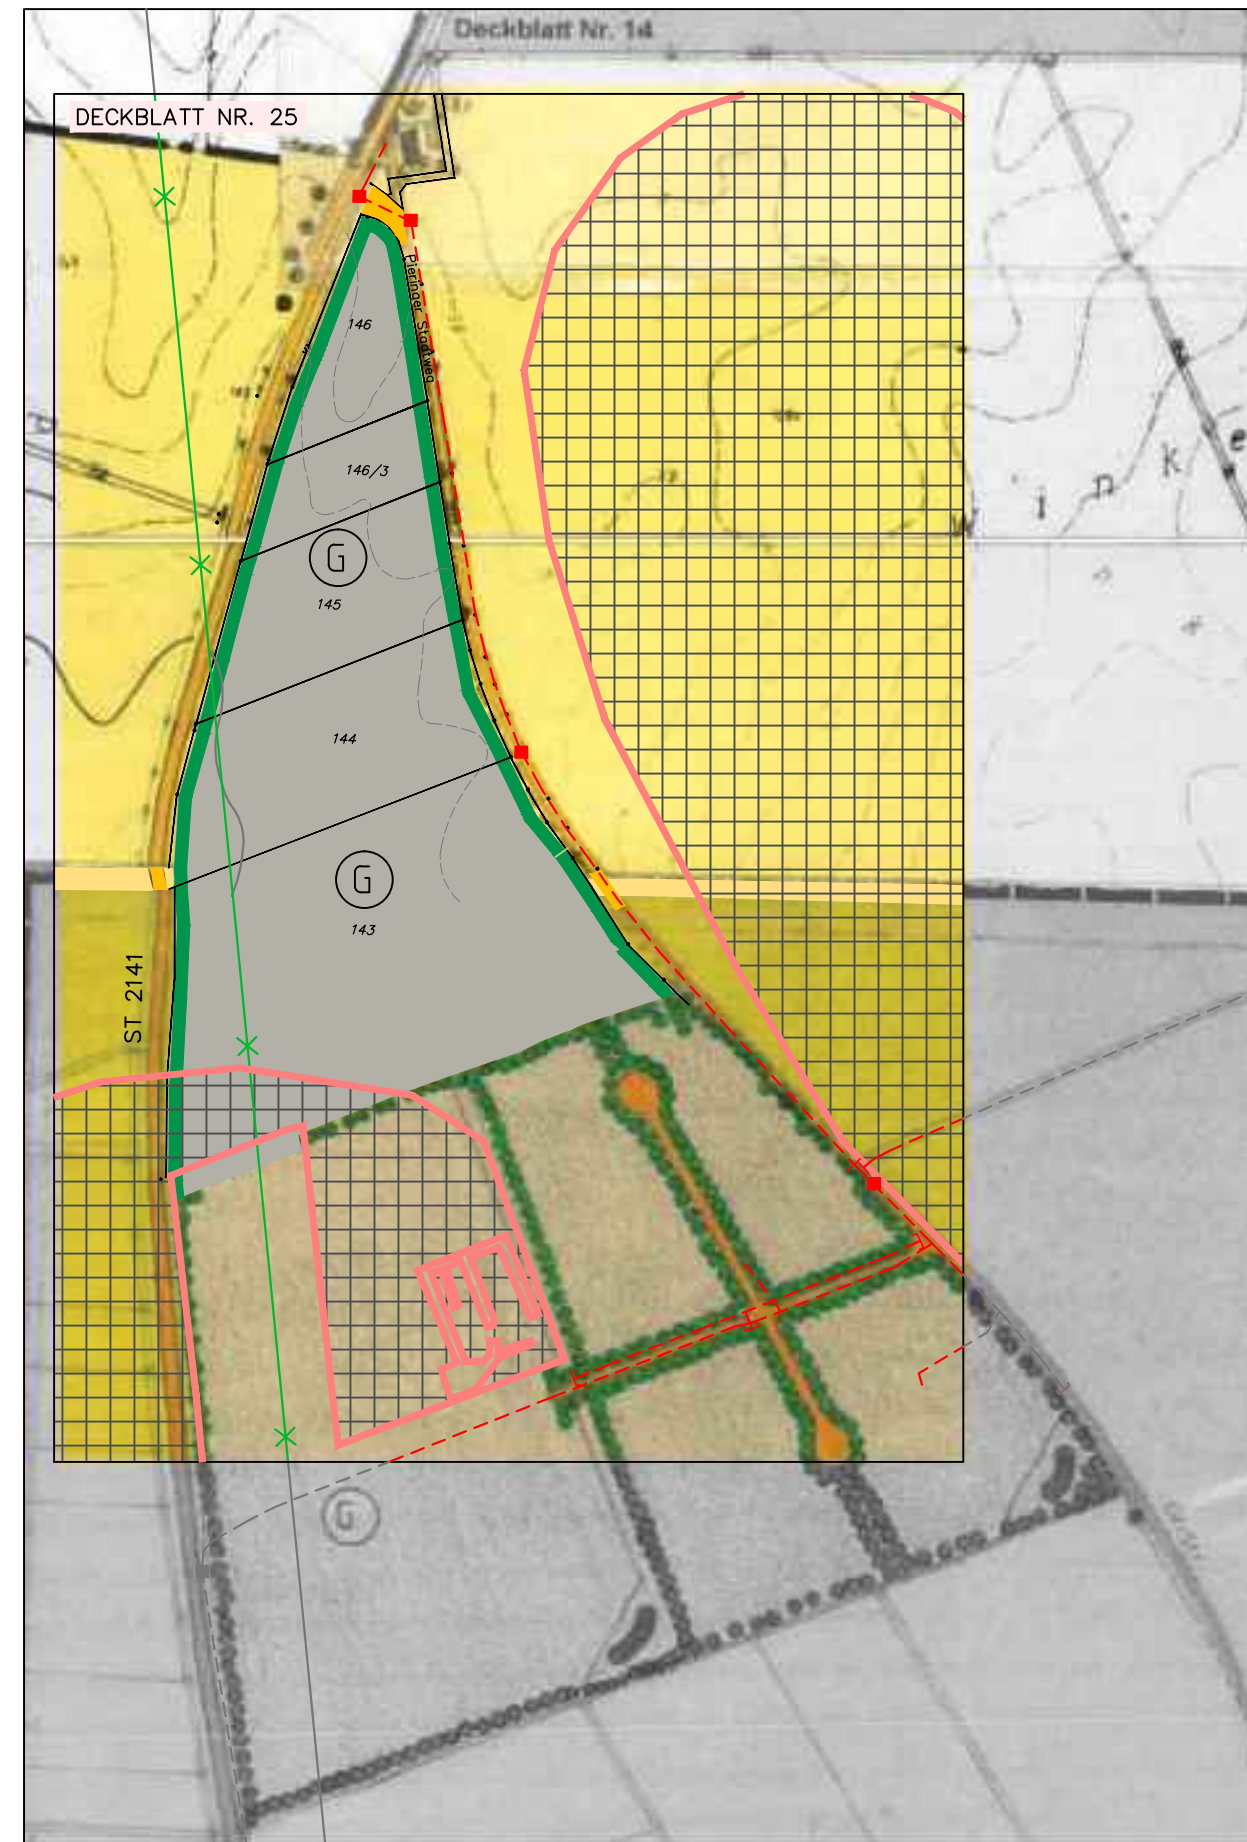 Deckblatt Nr. 14
DECKBLATT NR. 25
Pieringer Stadtweg
146
146/3
G
145
144
G
143
ST 2141
W i n k e
G